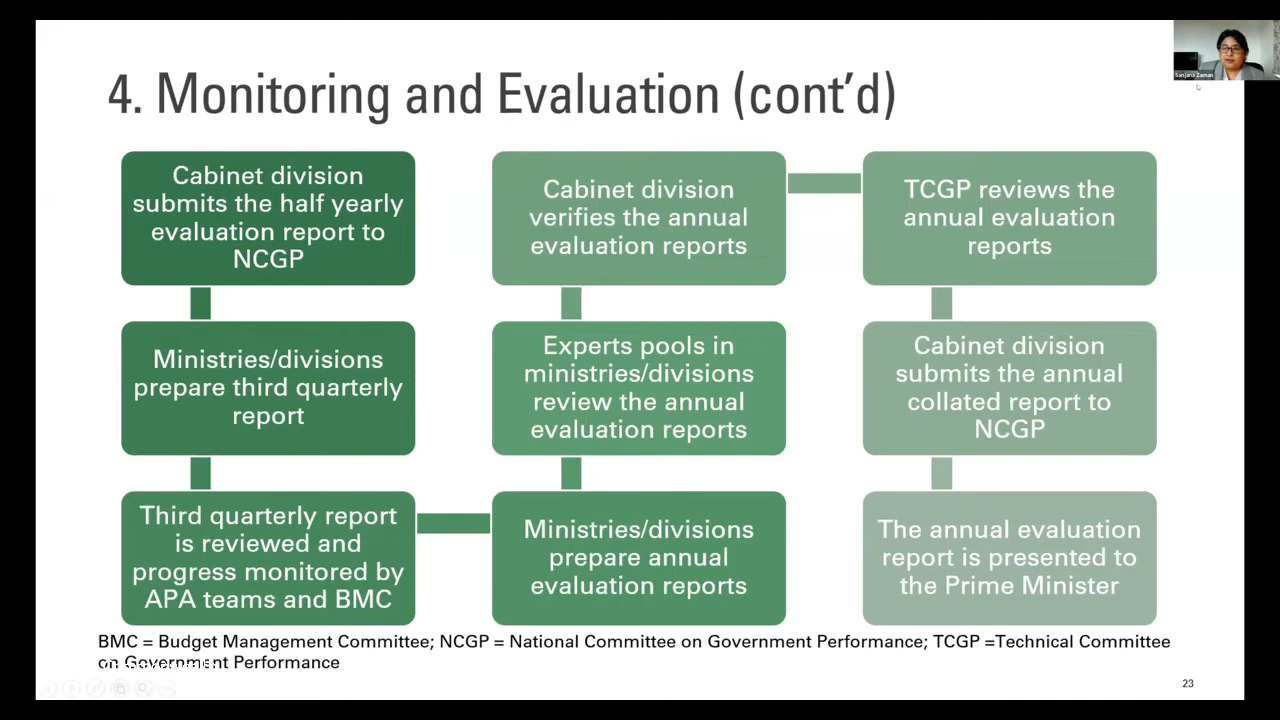 Sanjana Zaman
4. Monitoring and Evaluation (cont’d)
Cabinet division
submits the half yearly
evaluation report to
NCGP
Ministries/divisions
prepare third quarterly
report
Third quarterly report
is reviewed and
progress monitored by
APA teams and BMC
Ministries/divisions
prepare annual
evaluation reports
Experts pools in
ministries/divisions
review the annual
evaluation reports
Cabinet division
verifies the annual
evaluation reports
TCGP reviews the
annual evaluation
reports
Cabinet division
submits the annual
collated report to
NCGP
The annual evaluation
report is presented to
the Prime Minister
BMC = Budget Management Committee; NCGP = National Committee on Government Performance; TCGP =Technical Committee
on Government Performance
23